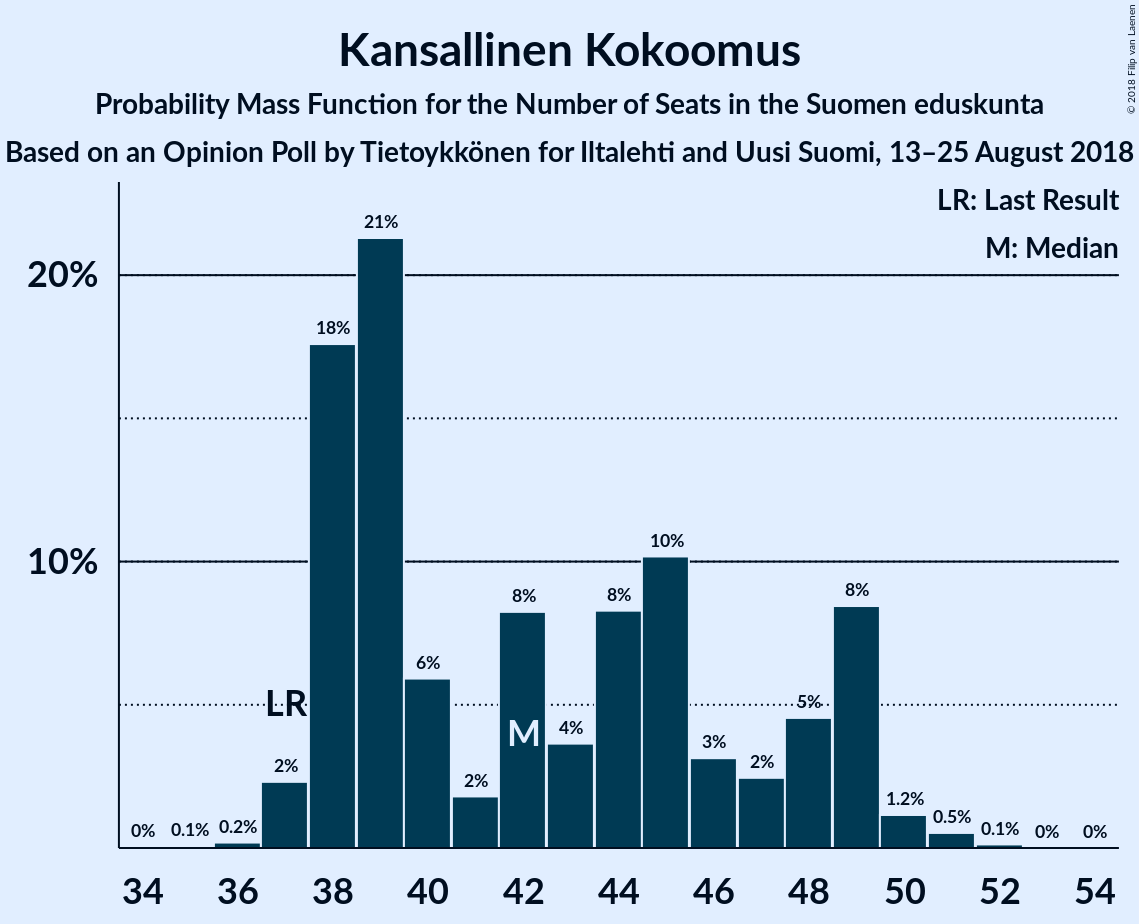 © 2018 Filip van Laenen
Kansallinen Kokoomus
Probability Mass Function for the Number of Seats in the Suomen eduskunta
Based on an Opinion Poll by Tietoykkönen for Iltalehti and Uusi Suomi, 13–25 August 2018
LR: Last Result
M: Median
20%
10%
0% 0.1% 0.2% 2% 18% 21% 6% 2% 8% 4% 8% 10% 3% 2% 5% 8% 1.2% 0.5% 0.1% 0% 0%
LR
M
34 36 38 40 42 44 46 48 50 52 54